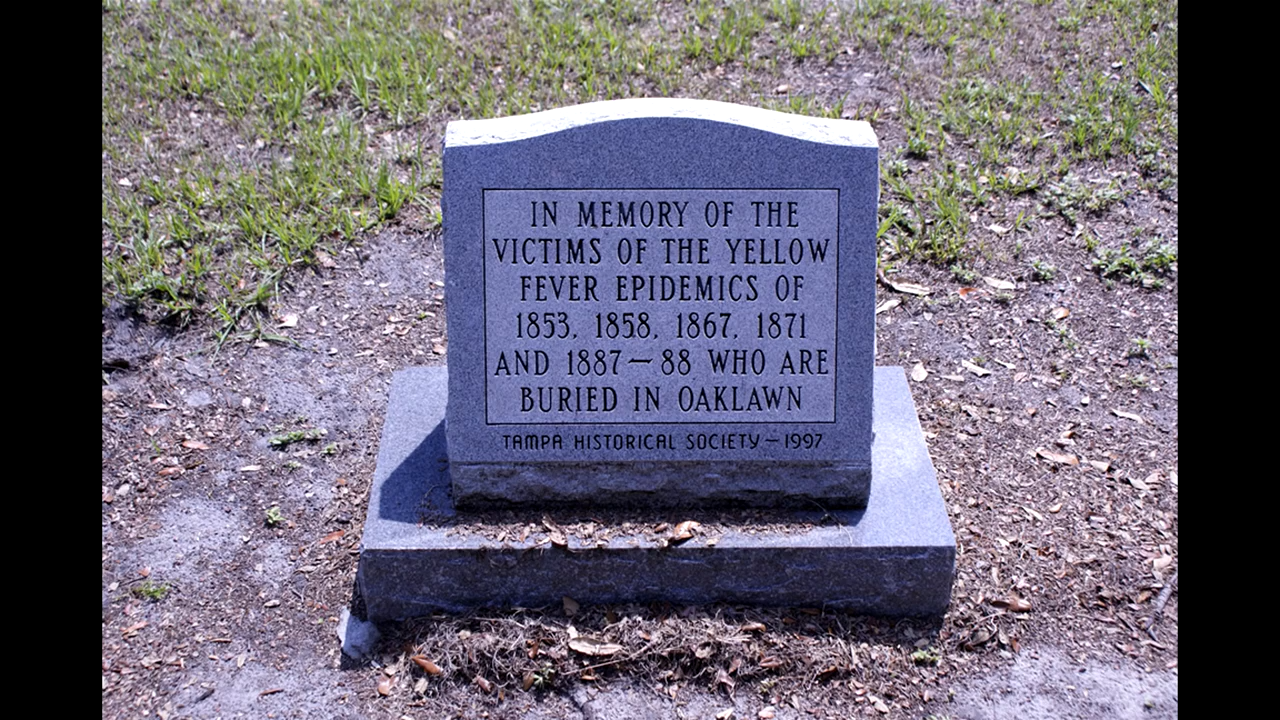 IN MEMORY OF THE
VICTIMS OF THE YELLOW
FEVER EPIDEMICS OF
1853, 1858, 1867, 1871
AND 1887—88 WHO ARE
BURIED IN OAKLAWN
TAMPA HISTORICAL SOCIETY—1997